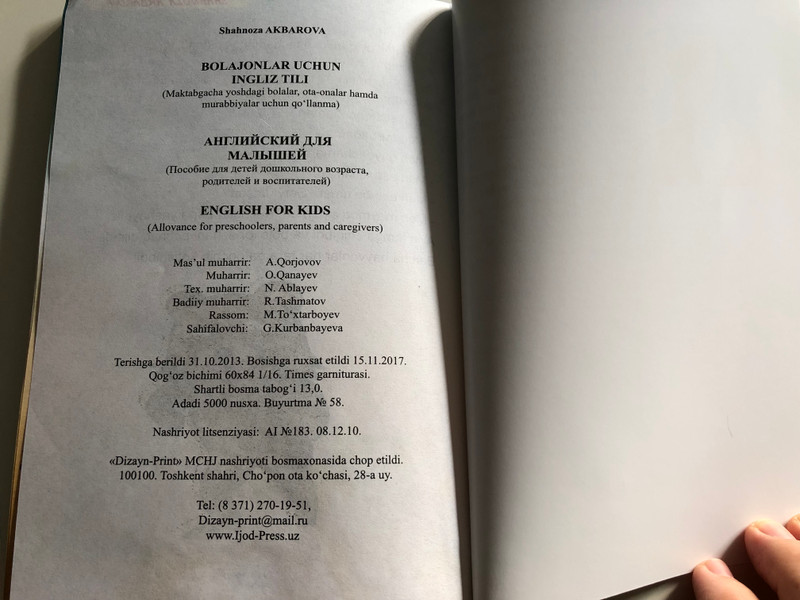 Shahnoza AKBAROVA
BOLAJONLAR UCHUN
INGLIZ TILI
(Maktabgacha yoshdagi bolalar, ota-onalar hamda
murabbiyalar uchun qo‘llanma)
АНГЛИЙСКИЙ ДЛЯ
МАЛЫШЕЙ
(Пособие для детей дошкольного возраста,
родителей и воспитателей)
ENGLISH FOR KIDS
(Allowance for preschoolers, parents and caregivers)
Mas’ul muharrir: A.Qorjovov
Muharrir: O.Qanayev
Tex. muharrir: N. Ablayev
Badiiy muharrir: R.Tashmatov
Rassom: M.To‘xtarboyev
Sahifalovchi: G.Kurbanbayeva
Terishga berildi 31.10.2013. Bosishga ruxsat etildi 15.11.2017.
Qog‘oz bichimi 60x84 1/16. Times garniturasi.
Shartli bosma tabog‘i 13,0.
Adadi 5000 nusxa. Buyurtma № 58.
Nashriyot litsenziyasi: AI №183. 08.12.10.
«Dizayn-Print» MCHJ nashriyoti bosmaxonasida chop etildi.
100100. Toshkent shahri, Cho‘pon ota ko‘chasi, 28-a uy.
Tel: (8 371) 270-19-51,
Dizayn-print@mail.ru
www.Ijod-Press.uz